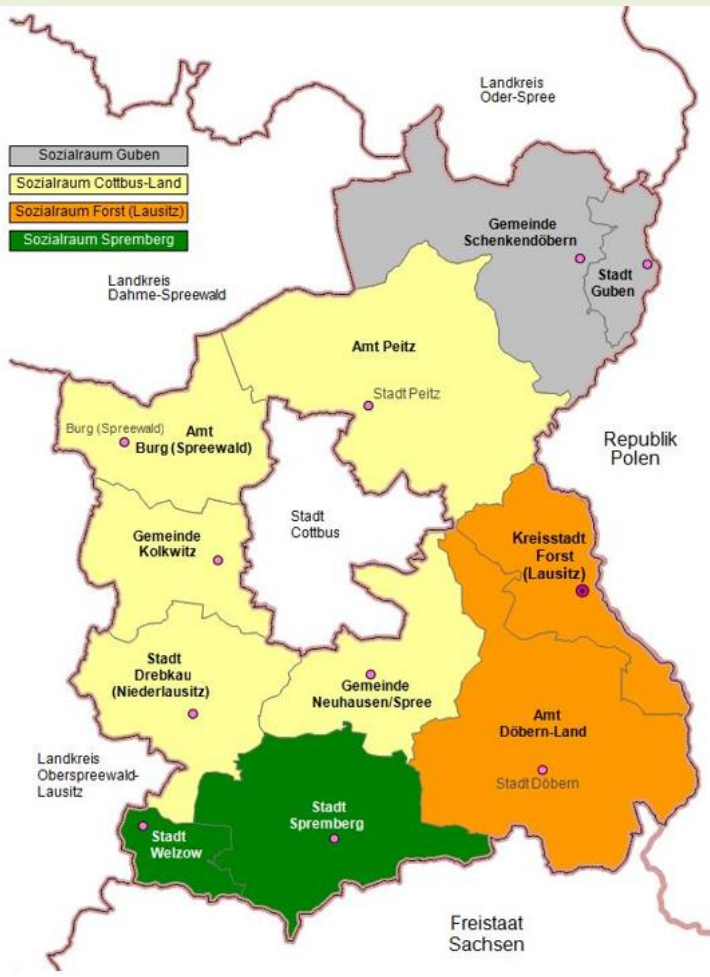 Landkreis
Oder-Spree
Sozialraum Guben
Sozialraum Cottbus-Land
Sozialraum Forst (Lausitz)
Sozialraum Spremberg
Gemeinde
Schenkendöbern
Stadt
Guben
Landkreis
Dahme-Spreewald
Amt Peitz
Stadt Peitz
Burg (Spreewald)
Amt
Burg (Spreewald)
Republik
Polen
Stadt
Cottbus
Gemeinde
Kolkwitz
Kreisstadt
Forst
(Lausitz)
Stadt
Drebkau
(Niederlausitz)
Gemeinde
Neuhausen/Spree
Amt
Döbern-Land
Stadt Döbern
Landkreis
Oberspreewald-
Lausitz
Stadt
Spremberg
Stadt
Welzow
Freistaat
Sachsen